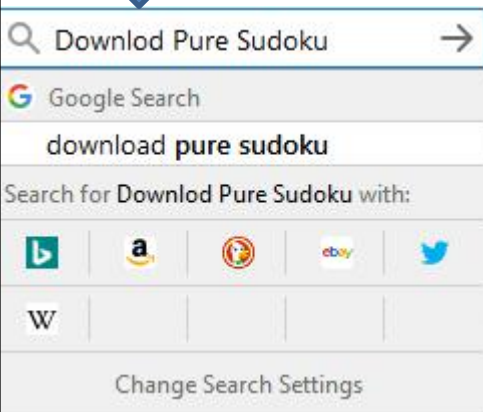 Downlod Pure Sudoku
G Google Search
download pure sudoku
Search for Downlod Pure Sudoku with:
b a ebay
W
Change Search Settings